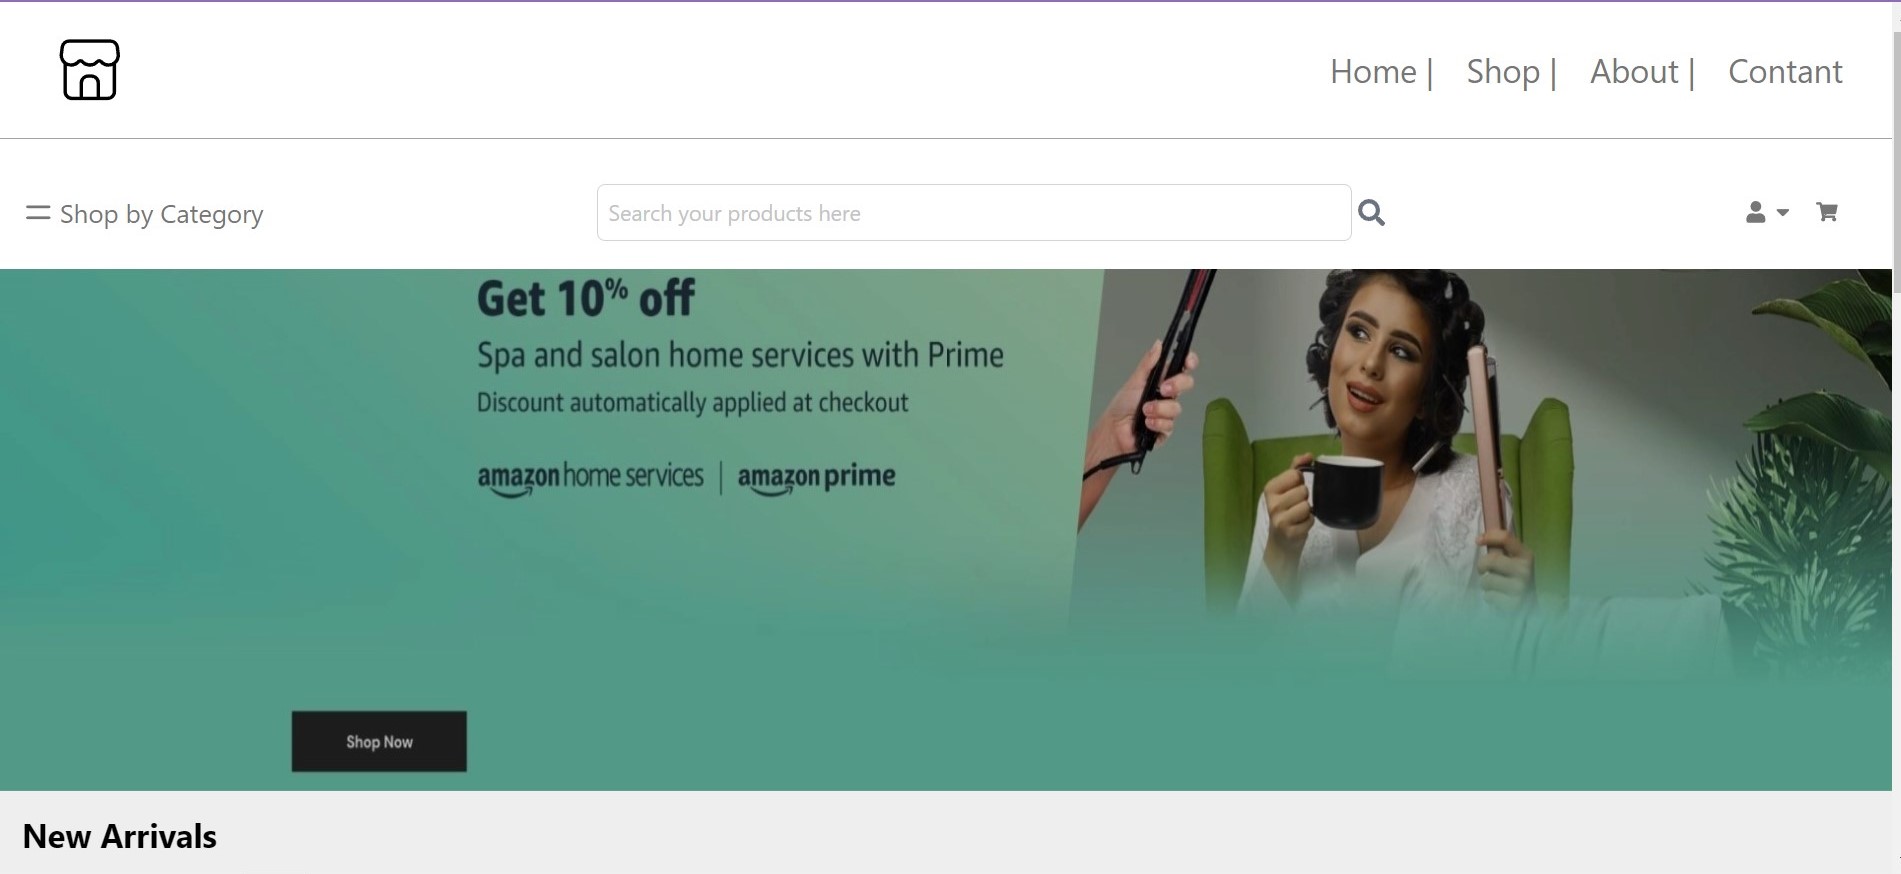 Home | Shop | About | Contant
Shop by Category
Search your products here
Get 10% off
Spa and salon home services with Prime
Discount automatically applied at checkout
amazon home services | amazon prime
Shop Now
New Arrivals